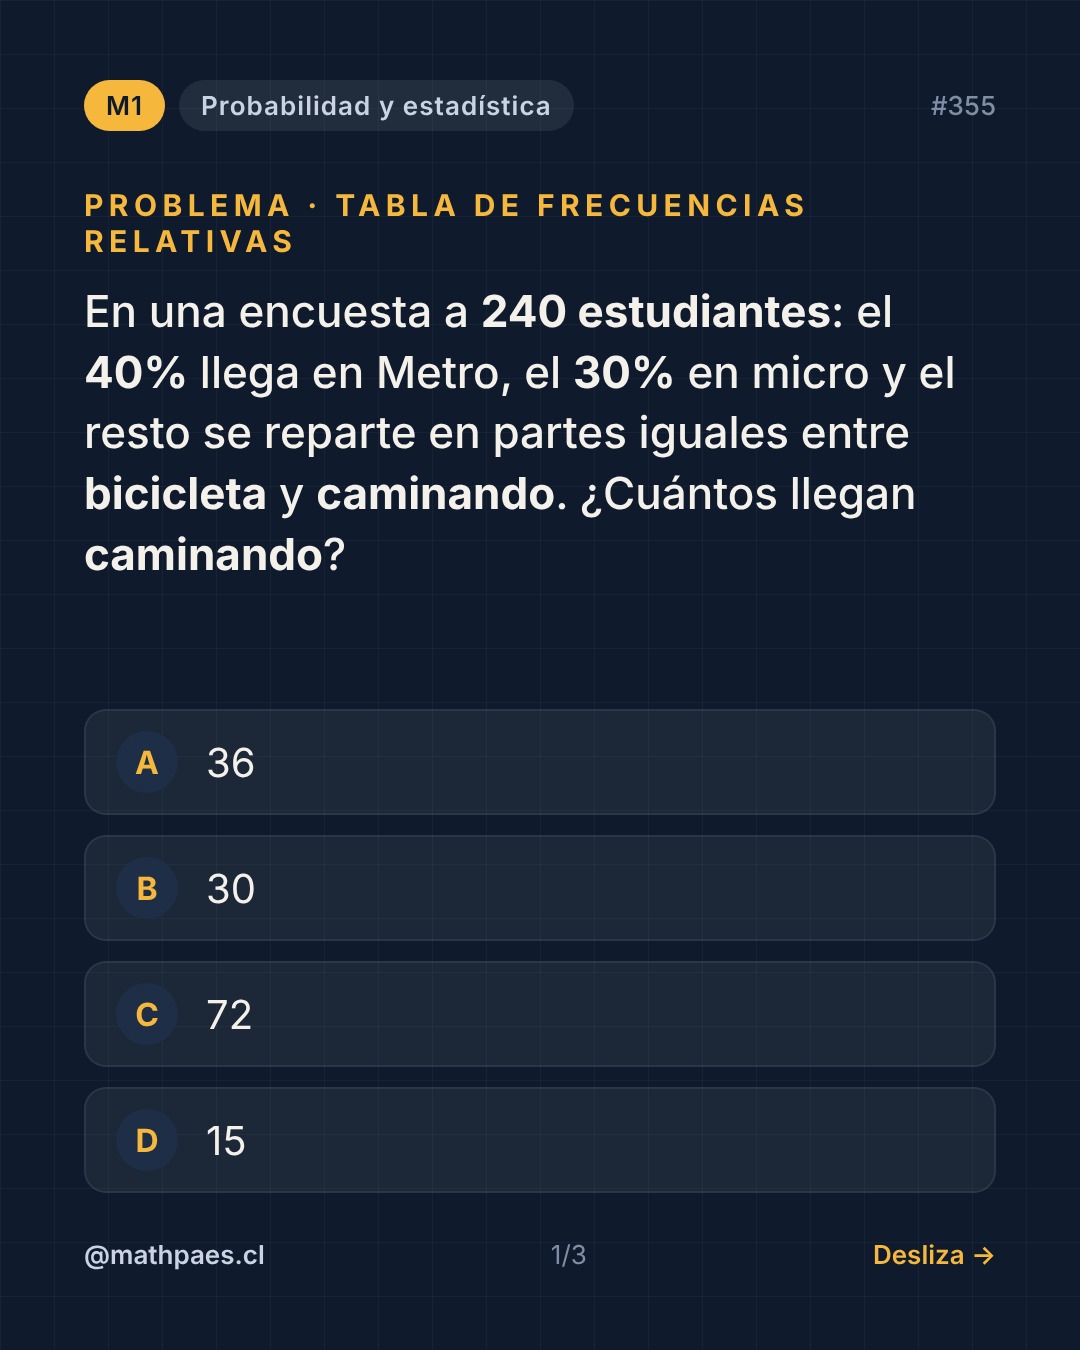 M1 Probabilidad y estadística #355
PROBLEMA · TABLA DE FRECUENCIAS
RELATIVAS
En una encuesta a 240 estudiantes: el
40% llega en Metro, el 30% en micro y el
resto se reparte en partes iguales entre
bicicleta y caminando. ¿Cuántos llegan
caminando?
A 36
B 30
C 72
D 15
@mathpaes.cl 1/3 Desliza →